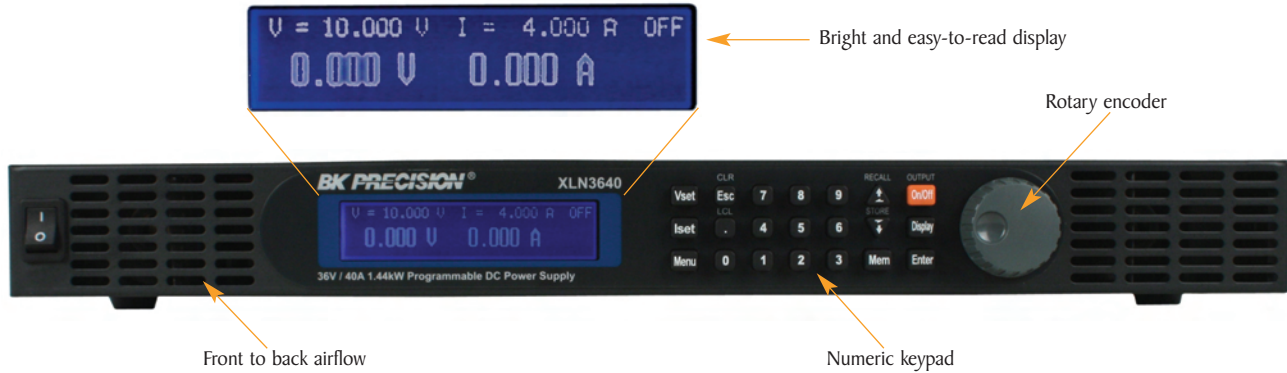 V = 10.000 V I = 4.000 A OFF
0.000 V 0.000 A
Bright and easy-to-read display
Rotary encoder
BK PRECISION® XLN3640
V = 10.000 V I = 4.000 A OFF
0.000 V 0.000 A
36V / 40A 1.44kW Programmable DC Power Supply
I
O
CLR RECALL OUTPUT
Vset Esc 7 8 9 On/Off
LCL STORE
Iset . 4 5 6 Display
Menu 0 1 2 3 Mem Enter
Front to back airflow
Numeric keypad